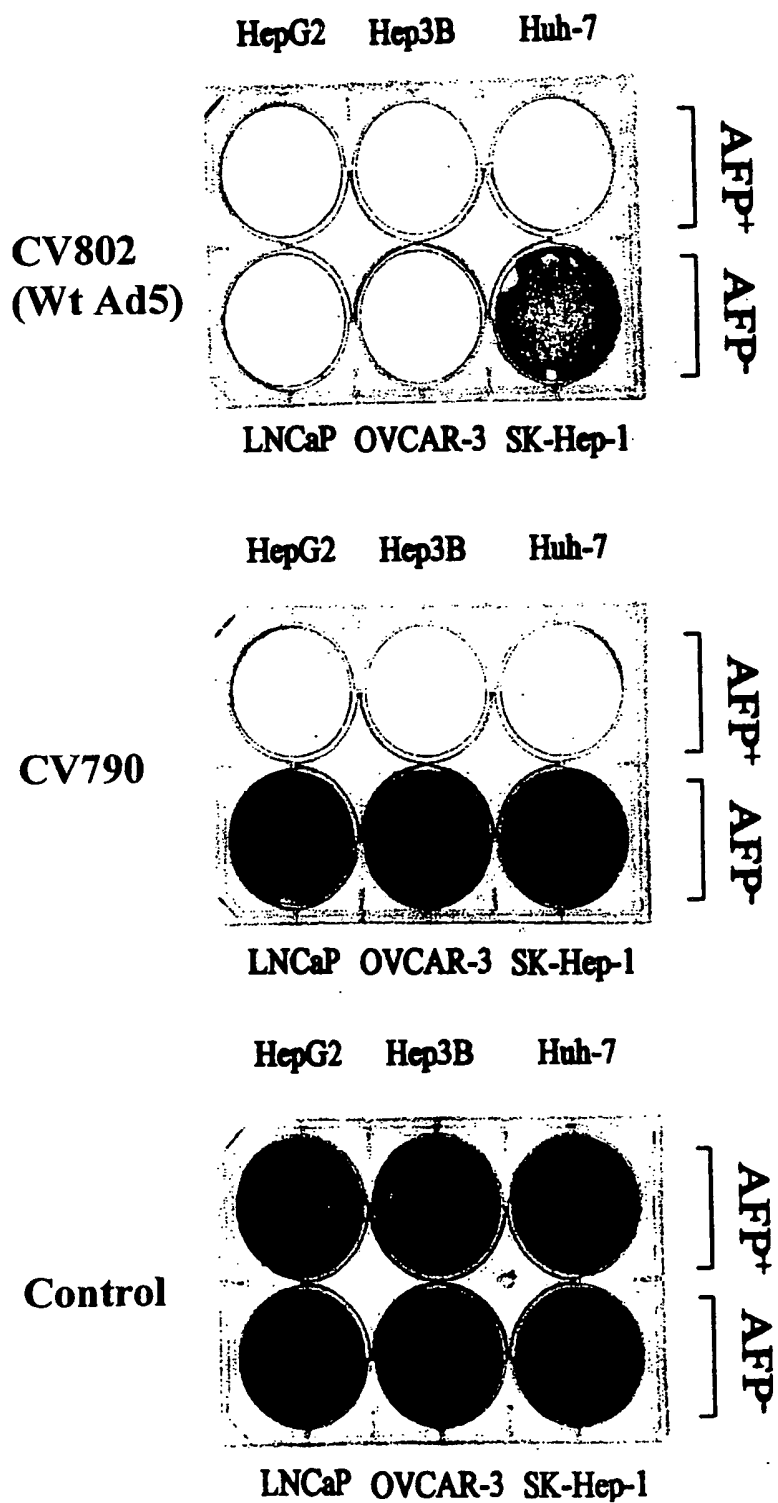 HepG2 Hep3B Huh-7
AFP+
CV802
(Wt Ad5)
AFP-
LNCaP OVCAR-3 SK-Hep-1
HepG2 Hep3B Huh-7
AFP+
CV790
AFP-
LNCaP OVCAR-3 SK-Hep-1
HepG2 Hep3B Huh-7
AFP+
Control
AFP-
LNCaP OVCAR-3 SK-Hep-1